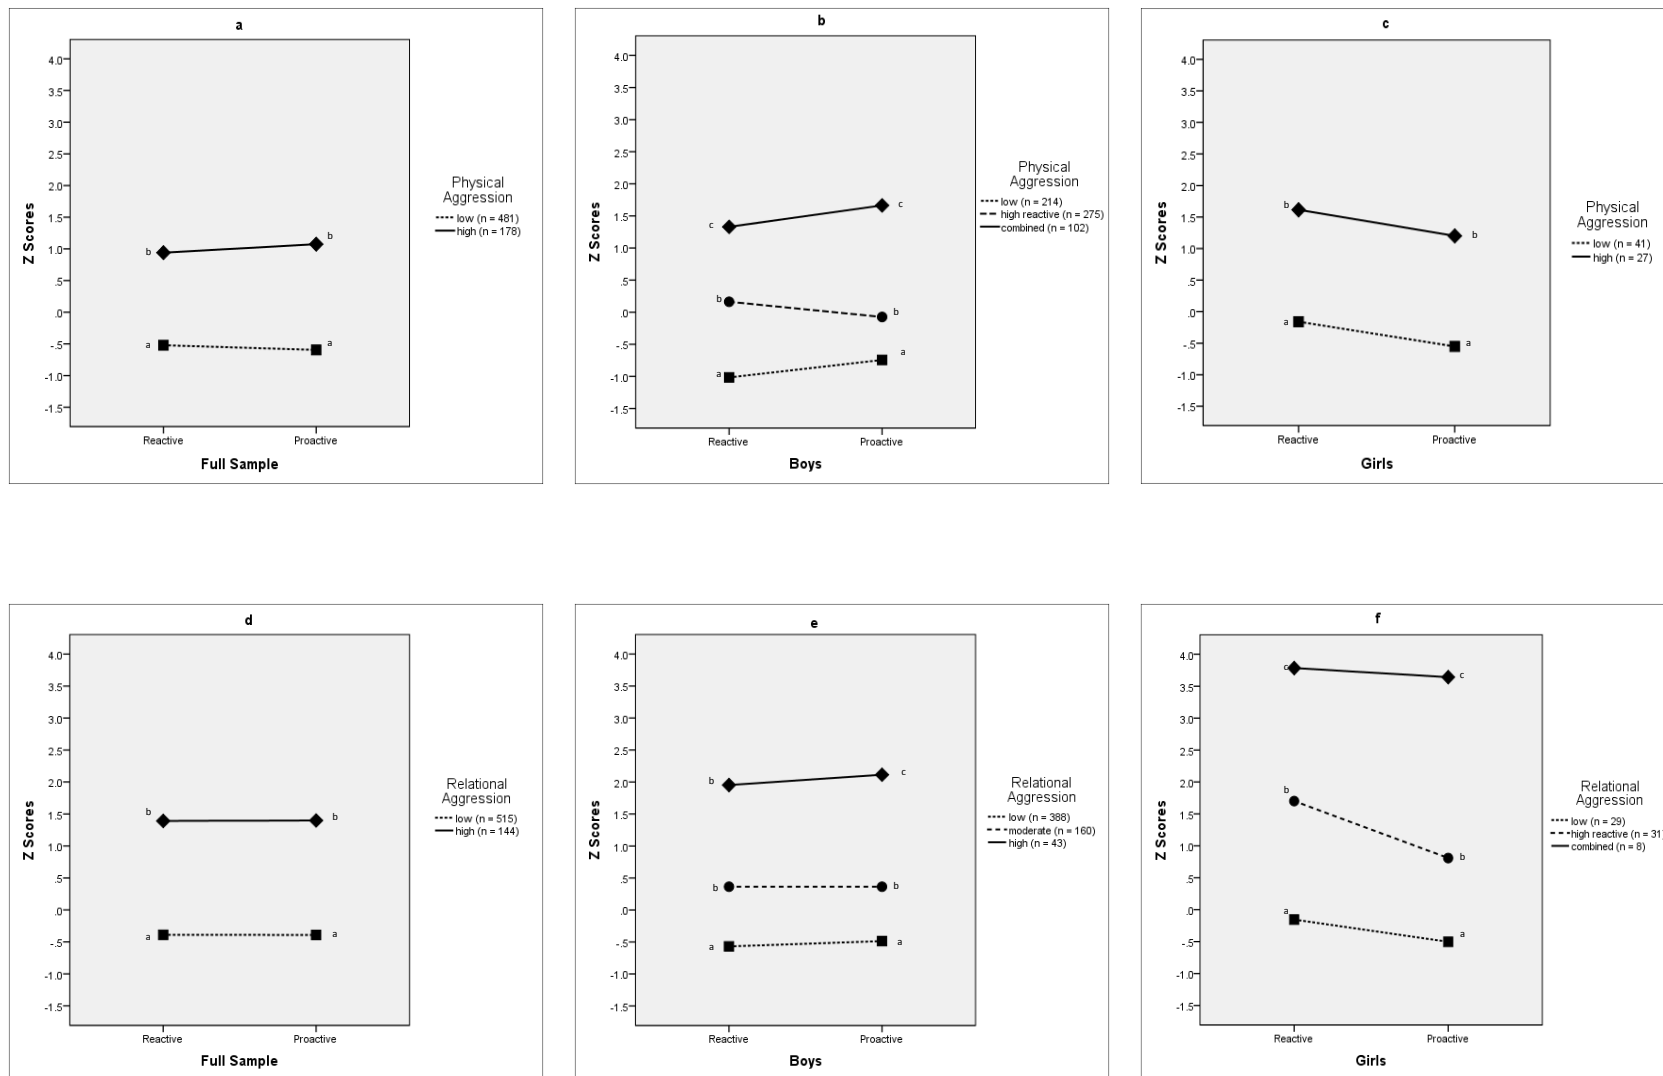 a
Z Scores
4.0
3.5
3.0
2.5
2.0
1.5
1.0
.5
.0
-.5
-1.0
-1.5
b
b
a
a
Reactive
Proactive
Full Sample
Physical
Aggression
low (n = 481)
high (n = 178)
b
Z Scores
4.0
3.5
3.0
2.5
2.0
1.5
1.0
.5
.0
-.5
-1.0
-1.5
c
c
b
b
a
a
Reactive
Proactive
Boys
Physical
Aggression
low (n = 214)
high reactive (n = 275)
combined (n = 102)
c
Z Scores
4.0
3.5
3.0
2.5
2.0
1.5
1.0
.5
.0
-.5
-1.0
-1.5
b
b
a
a
Reactive
Proactive
Girls
Physical
Aggression
low (n = 41)
high (n = 27)
d
Z Scores
4.0
3.5
3.0
2.5
2.0
1.5
1.0
.5
.0
-.5
-1.0
-1.5
b
b
a
a
Reactive
Proactive
Full Sample
Relational
Aggression
low (n = 515)
high (n = 144)
e
Z Scores
4.0
3.5
3.0
2.5
2.0
1.5
1.0
.5
.0
-.5
-1.0
-1.5
b
c
b
b
a
a
Reactive
Proactive
Boys
Relational
Aggression
low (n = 388)
moderate (n = 160)
high (n = 43)
f
Z Scores
4.0
3.5
3.0
2.5
2.0
1.5
1.0
.5
.0
-.5
-1.0
-1.5
c
c
b
b
a
a
Reactive
Proactive
Girls
Relational
Aggression
low (n = 29)
high reactive (n = 31)
combined (n = 8)